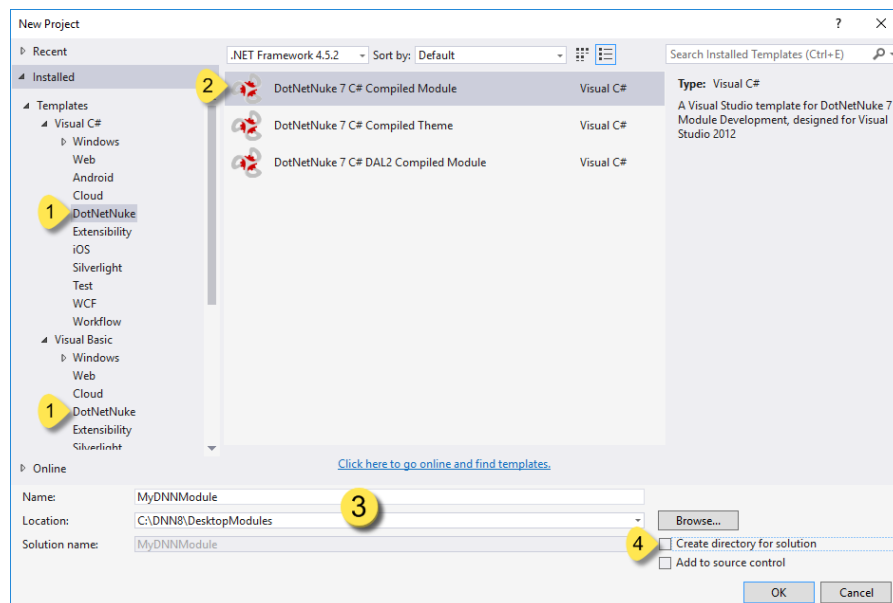 New Project
?
Recent
Installed
Templates
Visual C#
Windows
Web
Android
Cloud
1
DotNetNuke
Extensibility
iOS
Silverlight
Test
WCF
Workflow
Visual Basic
Windows
Web
Cloud
1
DotNetNuke
Extensibility
Silverlight
Online
.NET Framework 4.5.2
Sort by: Default
2
DotNetNuke 7 C# Compiled Module Visual C#
DotNetNuke 7 C# Compiled Theme Visual C#
DotNetNuke 7 C# DAL2 Compiled Module Visual C#
Click here to go online and find templates.
Search Installed Templates (Ctrl+E)
Type: Visual C#
A Visual Studio template for DotNetNuke 7
Module Development, designed for Visual
Studio 2012
Name: MyDNNModule
3
Location: C:\DNN8\DesktopModules
Browse...
Solution name: MyDNNModule
4
Create directory for solution
Add to source control
OK
Cancel